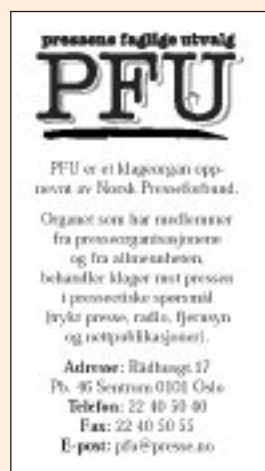 pressens faglige utvalg
PFU
PFU er et klageorgan opp-
nevnt av Norsk Presseforbund.
Organet som har medlemmer
fra presseorganisasjonene
og fra allmennheten,
behandler klager mot pressen
i presseetiske spørsmål
(trykt presse, radio, fjernsyn
og nettpublikasjoner).
Adresse: Rådhusgt.17
Pb. 46 Sentrum 0101 Oslo
Telefon: 22 40 50 40
Fax: 22 40 50 55
E-post: pfu@presse.no